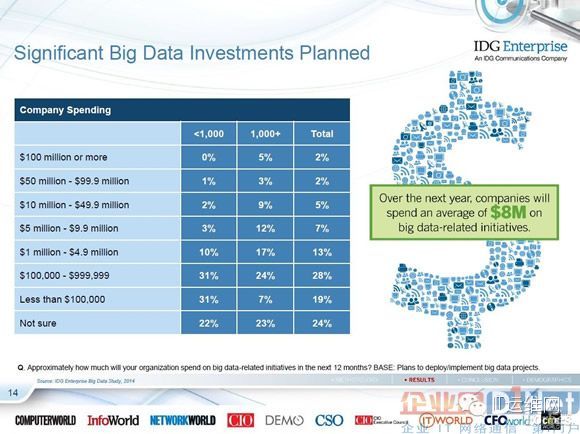 Significant Big Data Investments Planned
IDG Enterprise
An IDG Communications Company
Company Spending
<1,000 1,000+ Total
$100 million or more 0% 5% 2%
$50 million - $99.9 million 1% 3% 2%
$10 million - $49.9 million 2% 9% 5%
$5 million - $9.9 million 3% 12% 7%
$1 million - $4.9 million 10% 17% 13%
$100,000 - $999,999 31% 24% 28%
Less than $100,000 31% 7% 19%
Not sure 22% 23% 24%
Over the next year, companies will
spend an average of $8M on
big data-related initiatives.
Q. Approximately how much will your organization spend on big data-related initiatives in the next 12 months? BASE: Plans to deploy/implement big data projects.
Source: IDG Enterprise Big Data Study, 2014
• METHODOLOGY • RESULTS • CONCLUSION • DEMOGRAPHICS
14
COMPUTERWORLD InfoWorld NETWORKWORLD CIO DEMO CSO CIO Executive Council ITWORLD CFOworld
IT运维网
企业 IT 网络通信